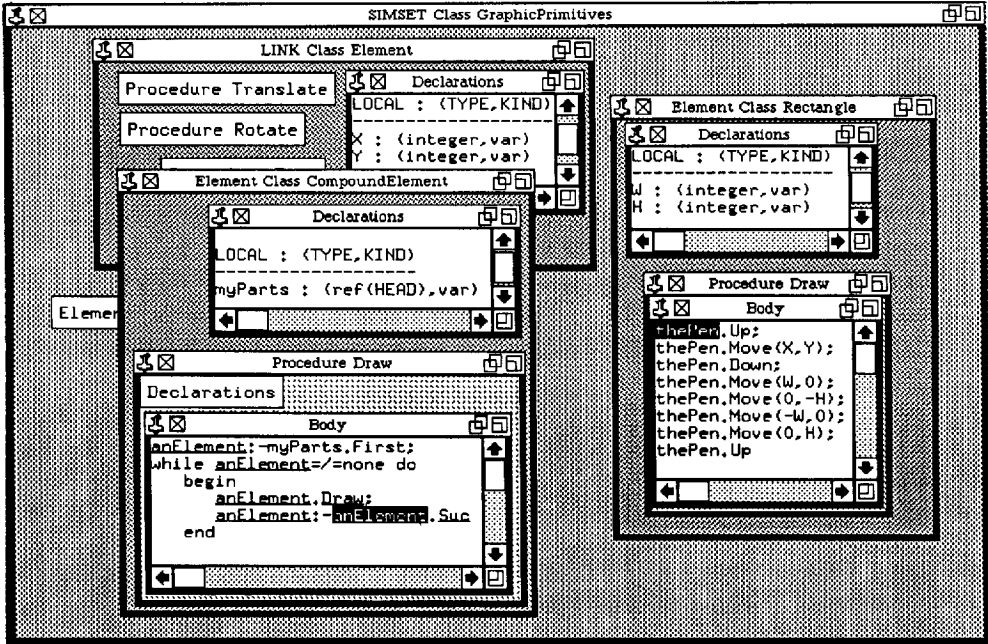 SIMSET Class GraphicPrimitives
LINK Class Element
Procedure Translate
Procedure Rotate
Declarations
LOCAL : (TYPE,KIND)
--------------------
X : (integer,var)
Y : (integer,var)
Element Class CompoundElement
Declarations
LOCAL : (TYPE,KIND)
--------------------
myParts : (ref(HEAD),var)
Procedure Draw
Declarations
Body
anElement:-myParts.First;
while anElement=/=none do
begin
anElement.Draw;
anElement:-anElement.Suc
end
Elemen
Element Class Rectangle
Declarations
LOCAL : (TYPE,KIND)
--------------------
W : (integer,var)
H : (integer,var)
Procedure Draw
Body
thePen.Up;
thePen.Move(X,Y);
thePen.Down;
thePen.Move(W,0);
thePen.Move(0,-H);
thePen.Move(-W,0);
thePen.Move(0,H);
thePen.Up